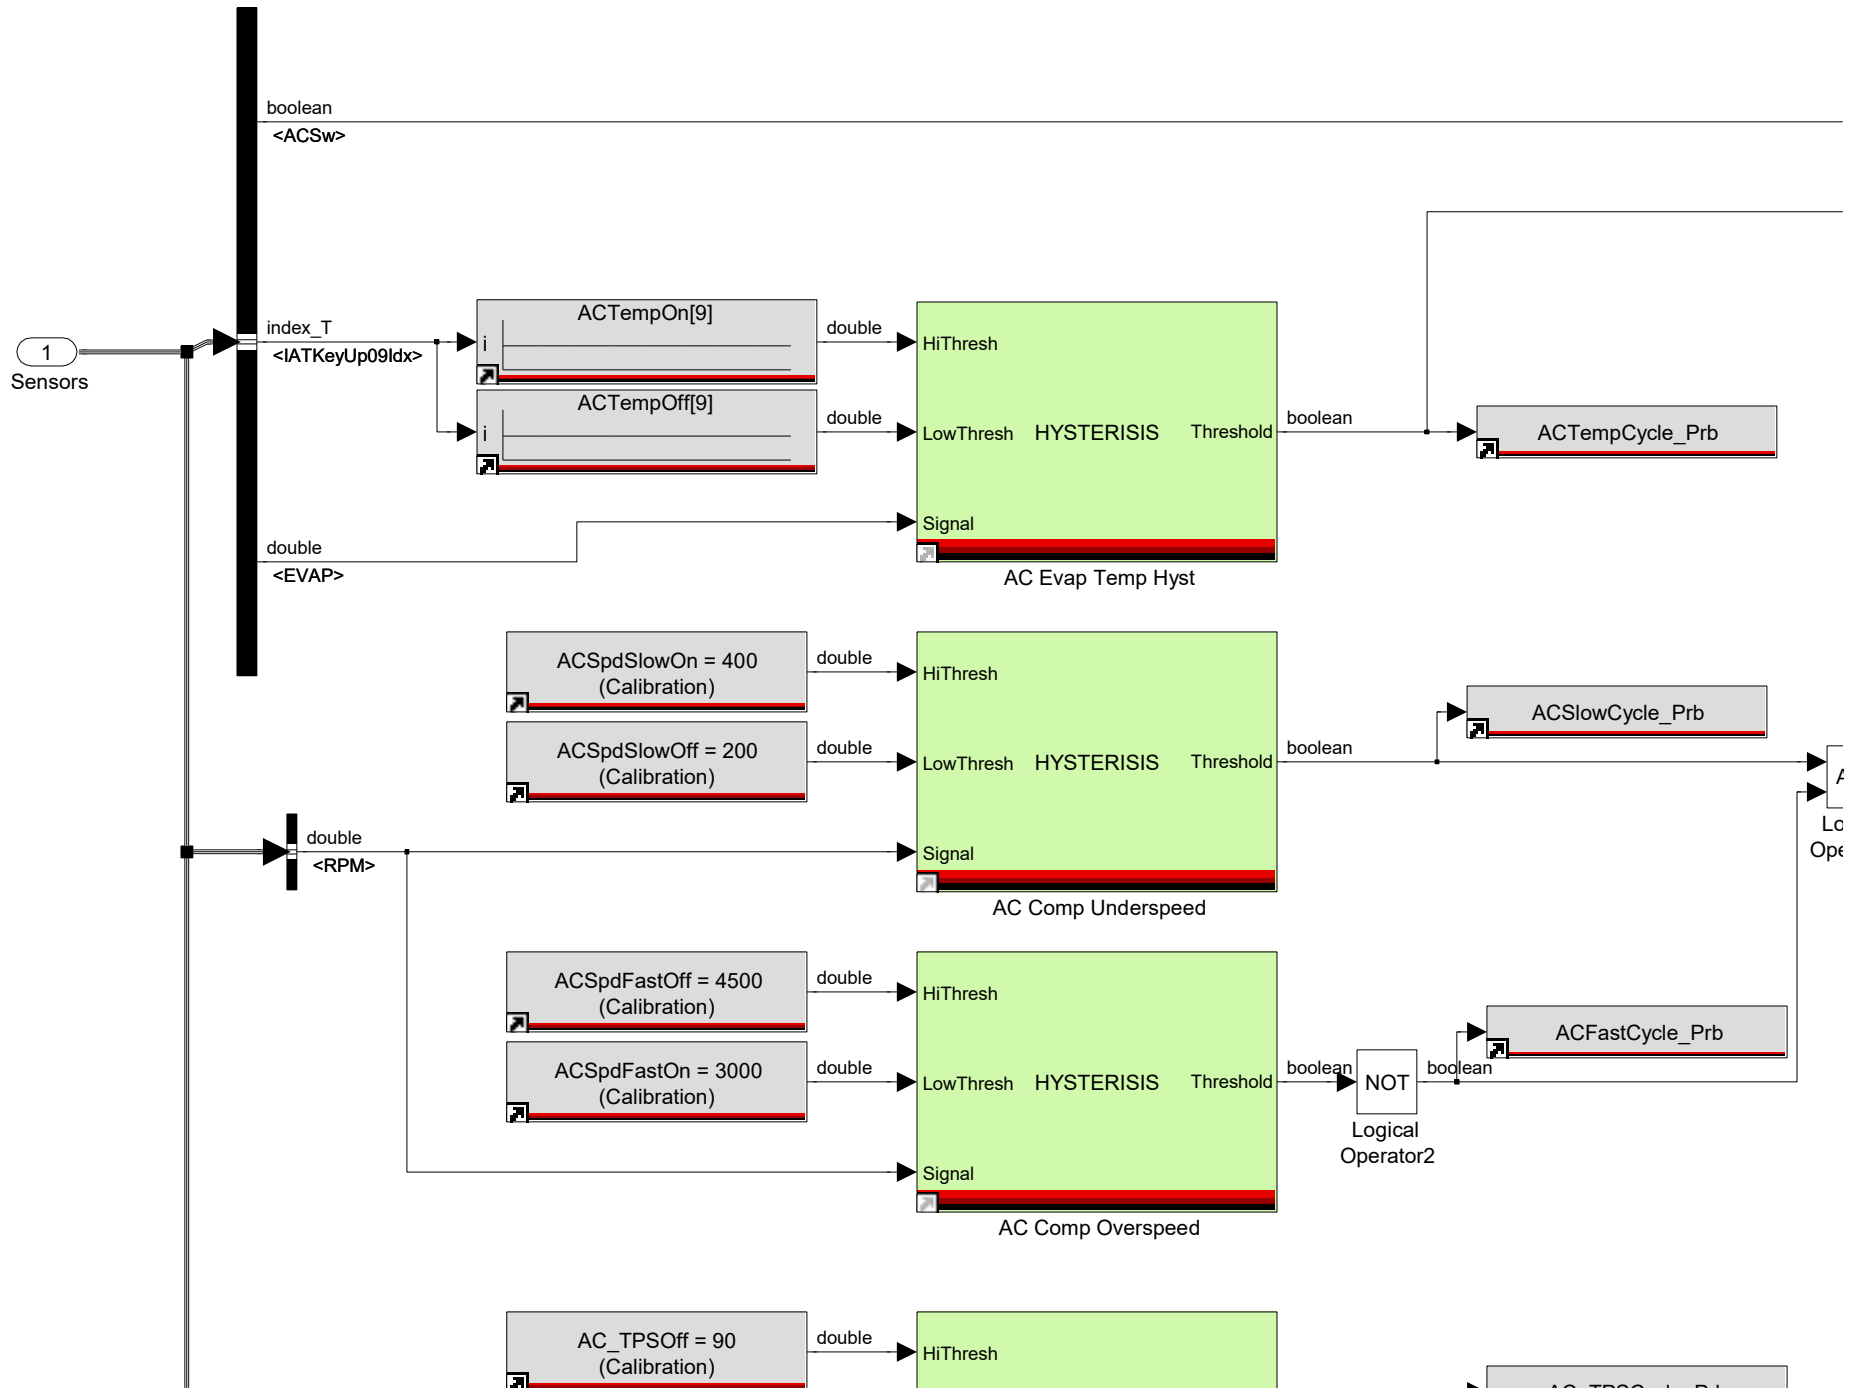 boolean
<ACSw>
1
Sensors
index_T
<IATKeyUp09Idx>
ACTempOn[9]
i
double
ACTempOff[9]
i
double
HiThresh
LowThresh
HYSTERISIS
Threshold
Signal
boolean
ACTempCycle_Prb
double
<EVAP>
AC Evap Temp Hyst
ACSpdSlowOn = 400
(Calibration)
double
ACSpdSlowOff = 200
(Calibration)
double
HiThresh
LowThresh
HYSTERISIS
Threshold
Signal
boolean
ACSlowCycle_Prb
double
<RPM>
AC Comp Underspeed
ACSpdFastOff = 4500
(Calibration)
double
ACSpdFastOn = 3000
(Calibration)
double
HiThresh
LowThresh
HYSTERISIS
Threshold
Signal
boolean
NOT
boolean
Logical
Operator2
ACFastCycle_Prb
AC Comp Overspeed
AC_TPSOff = 90
(Calibration)
double
HiThresh